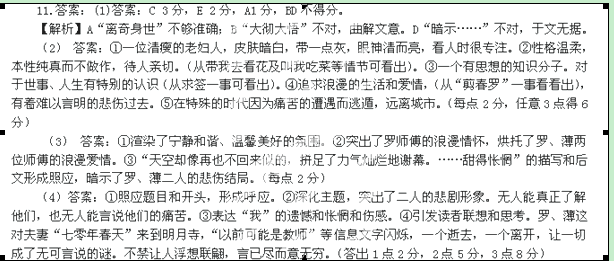 11.答案：(1)答案：C 3分，E 2分，A1分，BD不得分。
【解析】A“离奇身世”不够准确；B“大彻大悟”不对，曲解文意。D“暗示……”不对，于文无据。
（2） 答案：①一位清瘦的老妇人，皮肤暗白，带一点灰，眼神清而亮，看人时很专注。②性格温柔，
本性纯真而不做作，待人亲切。（从带我去看花及叫我吃菜等情节可看出）。③一个有思想的知识分子。对
于世事、人生有特别的认识（从求签一事可看出）。④追求浪漫的生活和爱情，（从“剪春罗”一事看看出），
有着难以言明的悲伤过去。⑤在特殊的时代因为痛苦的遭遇而逃遁，远离城市。（每点2分，任意3点得6
分）
（3） 答案：①渲染了宁静和谐、温馨美好的氛围。②突出了罗师傅的浪漫情怀，烘托了罗、薄两
位师傅的浪漫爱情。③“天空却像再也不回来似的，拚足了力气灿烂地谢幕。……甜得怅惘”的描写和后
文形成照应，暗示了罗、薄二人的悲伤结局。（每点2分）
（4）答案：①照应题目和开头，形成呼应。②深化主题，突出了二人的悲剧形象。无人能真正了解
他们，也无人能言说他们的痛苦。③表达“我”的遗憾和怅惘和伤感。④引发读者联想和思考。罗、薄这
对夫妻“七零年春天”来到明月寺，“以前可能是教师”等信息文字闪烁，一个逝去，一个离开，让一切
成了无可言说的谜。不禁让人浮想联翩，言已尽而意无穷。（答出1点2分，2点5分，3点8分）